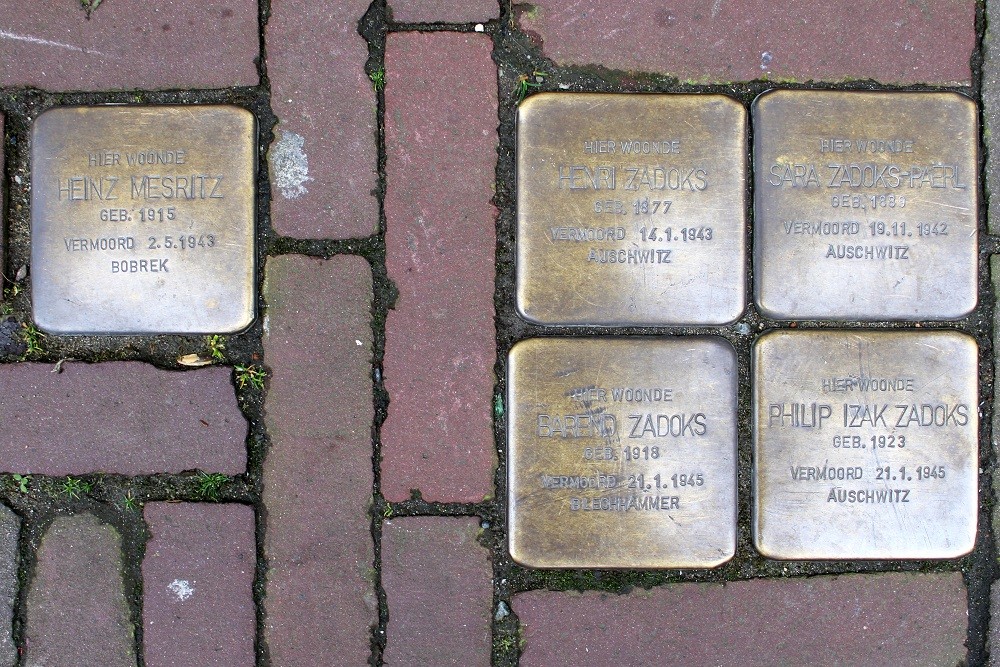 HIER WOONDE
HEINZ MESRITZ
GEB. 1915
VERMOORD 2.5.1943
BOBREK
HIER WOONDE
HENRI ZADOKS
GEB. 1877
VERMOORD 14.1.1943
AUSCHWITZ
HIER WOONDE
SARA ZADOKS-PAERL
GEB.
VERMOORD 19.11.1942
AUSCHWITZ
HIER WOONDE
BAREND ZADOKS
GEB. 1918
VERMOORD 21.1.1945
BLECHHAMMER
HIER WOONDE
PHILIP IZAK ZADOKS
GEB. 1923
VERMOORD 21.1.1945
AUSCHWITZ